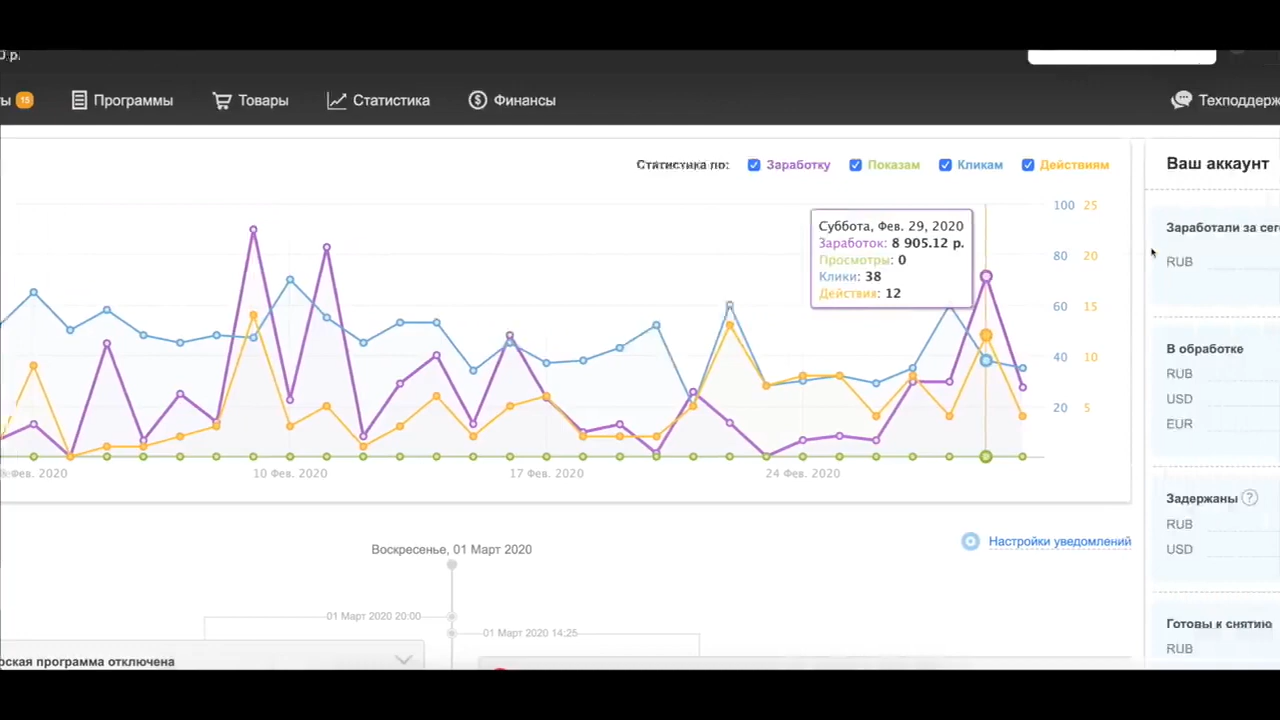 0 р.
ты 15 Программы Товары Статистика Финансы Техподдерж
Статистика по: Заработку Показам Кликам Действиям
Ваш аккаунт
100 25
80 20
60 15
40 10
20 5
Суббота, Фев. 29, 2020
Заработок: 8 905.12 р.
Просмотры: 0
Клики: 38
Действия: 12
Фев. 2020 10 Фев. 2020 17 Фев. 2020 24 Фев. 2020
Заработали за сег
RUB
В обработке
RUB
USD
EUR
Задержаны ?
RUB
USD
Готовы к снятию
RUB
Воскресенье, 01 Март 2020
Настройки уведомлений
01 Март 2020 20:00
01 Март 2020 14:25
рская программа отключена